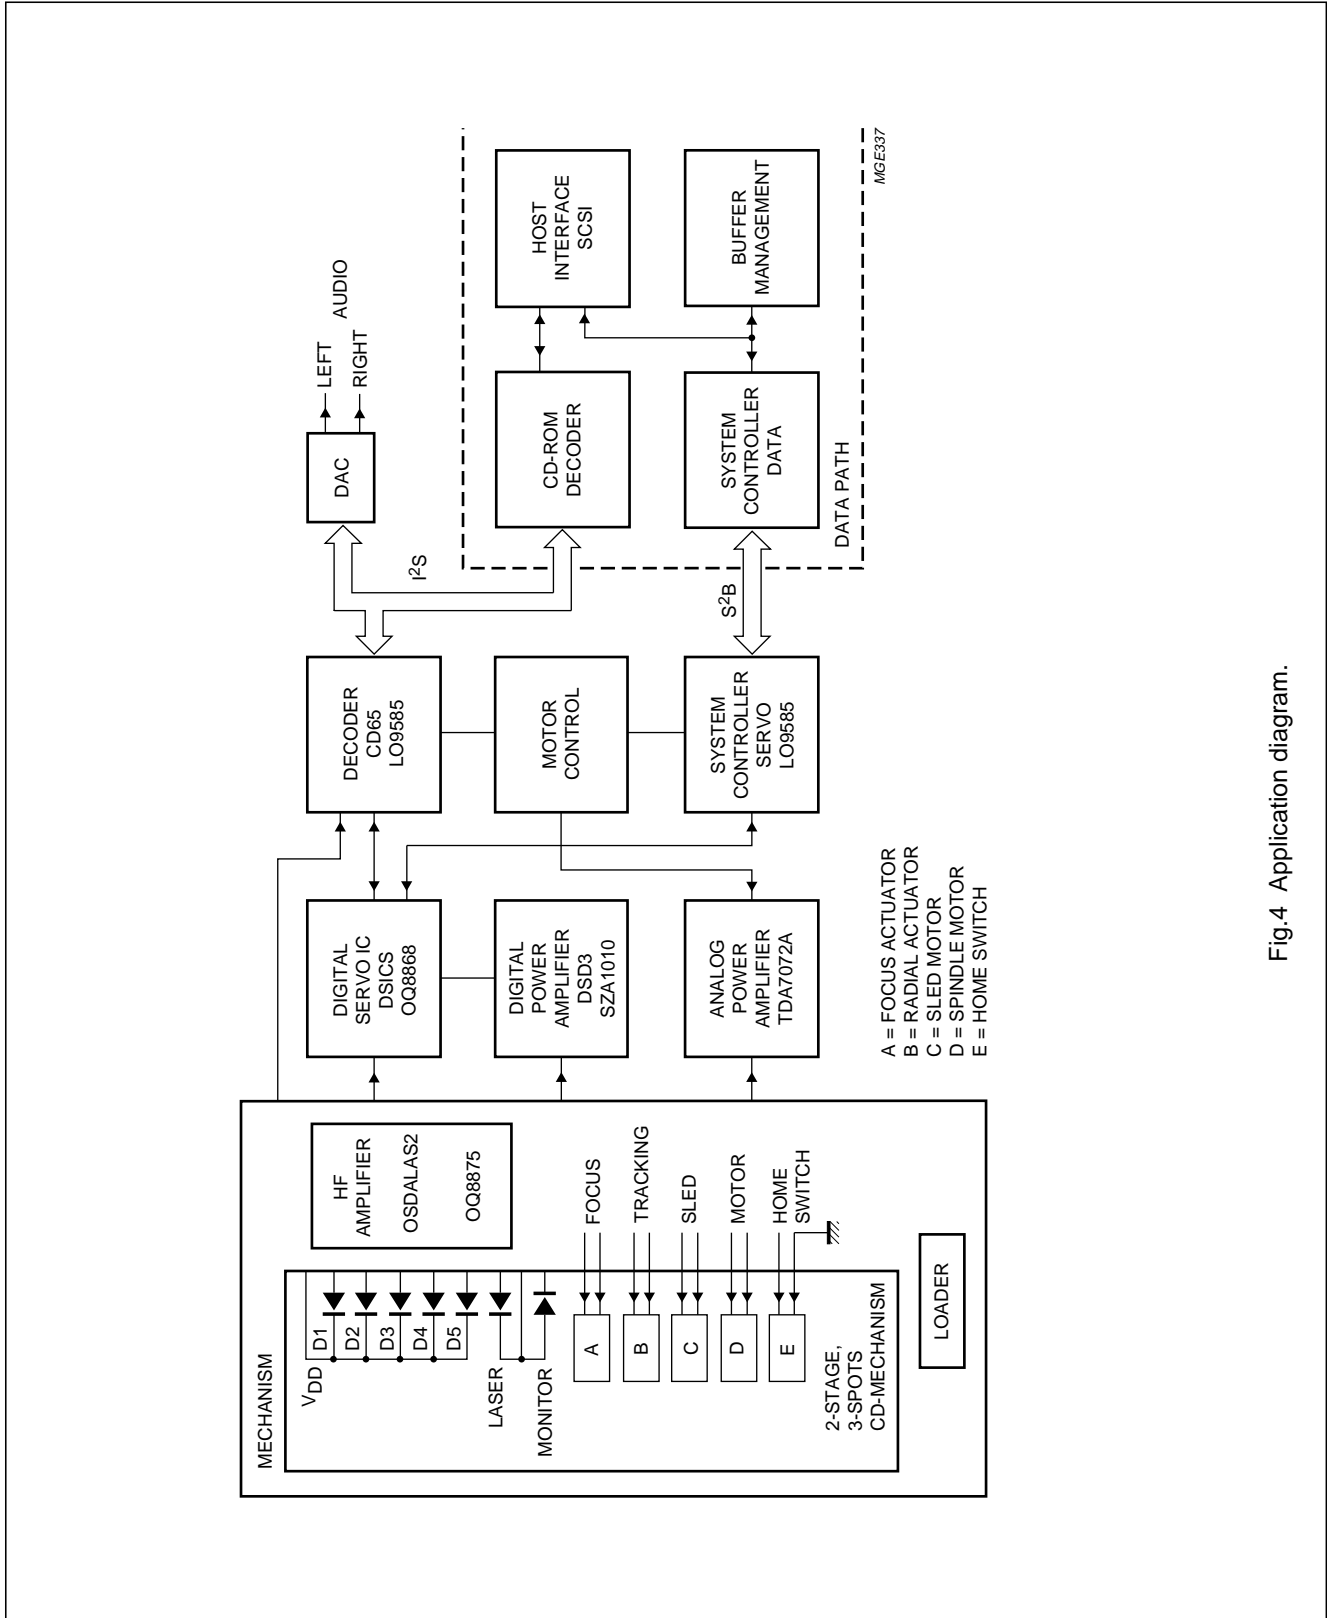 MECHANISM
VDD
D1
D2
D3
D4
D5
LASER
MONITOR
HF
AMPLIFIER
OSDALAS2
OQ8875
A
B
C
D
E
FOCUS
TRACKING
SLED
MOTOR
HOME
SWITCH
2-STAGE,
3-SPOTS
CD-MECHANISM
LOADER
DIGITAL
SERVO IC
DSICS
OQ8868
DIGITAL
POWER
AMPLIFIER
DSD3
SZA1010
ANALOG
POWER
AMPLIFIER
TDA7072A
DECODER
CD65
LO9585
MOTOR
CONTROL
SYSTEM
CONTROLLER
SERVO
LO9585
I²S
S²B
DAC
LEFT
AUDIO
RIGHT
CD-ROM
DECODER
HOST
INTERFACE
SCSI
SYSTEM
CONTROLLER
DATA
BUFFER
MANAGEMENT
DATA PATH
MGE337
A = FOCUS ACTUATOR
B = RADIAL ACTUATOR
C = SLED MOTOR
D = SPINDLE MOTOR
E = HOME SWITCH
Fig.4 Application diagram.